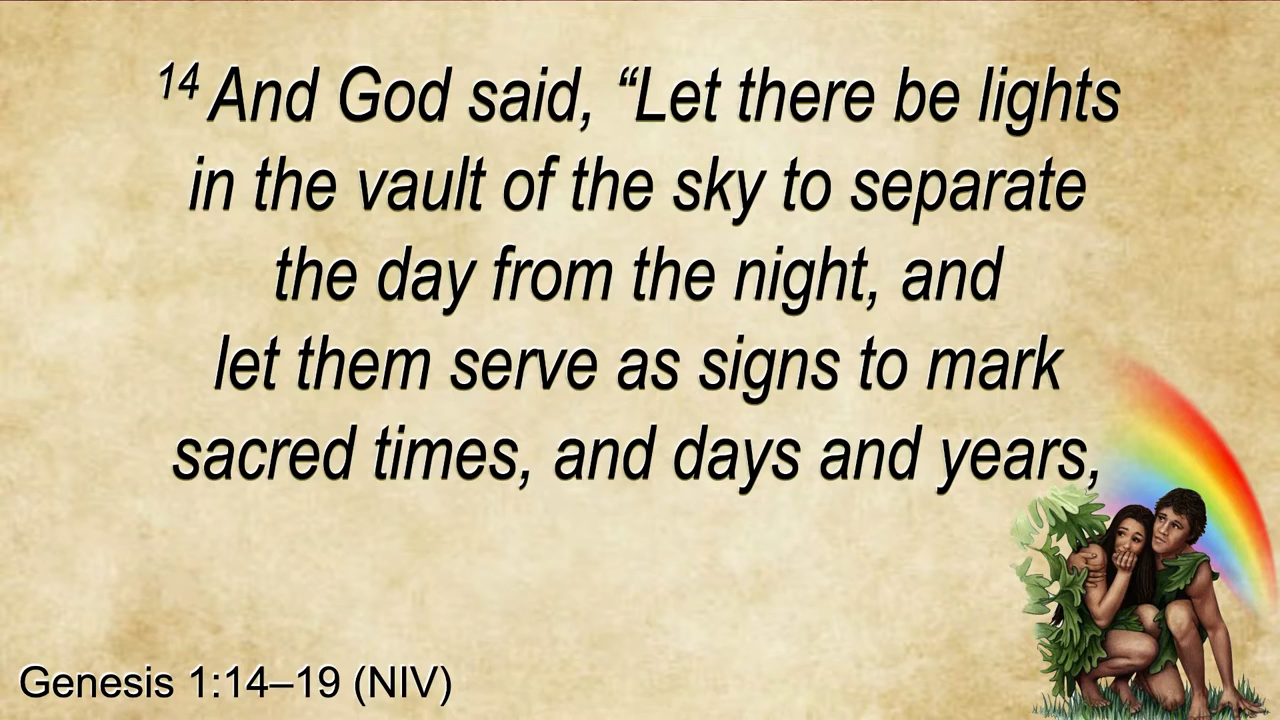 14 And God said, “Let there be lights
in the vault of the sky to separate
the day from the night, and
let them serve as signs to mark
sacred times, and days and years,
Genesis 1:14–19 (NIV)